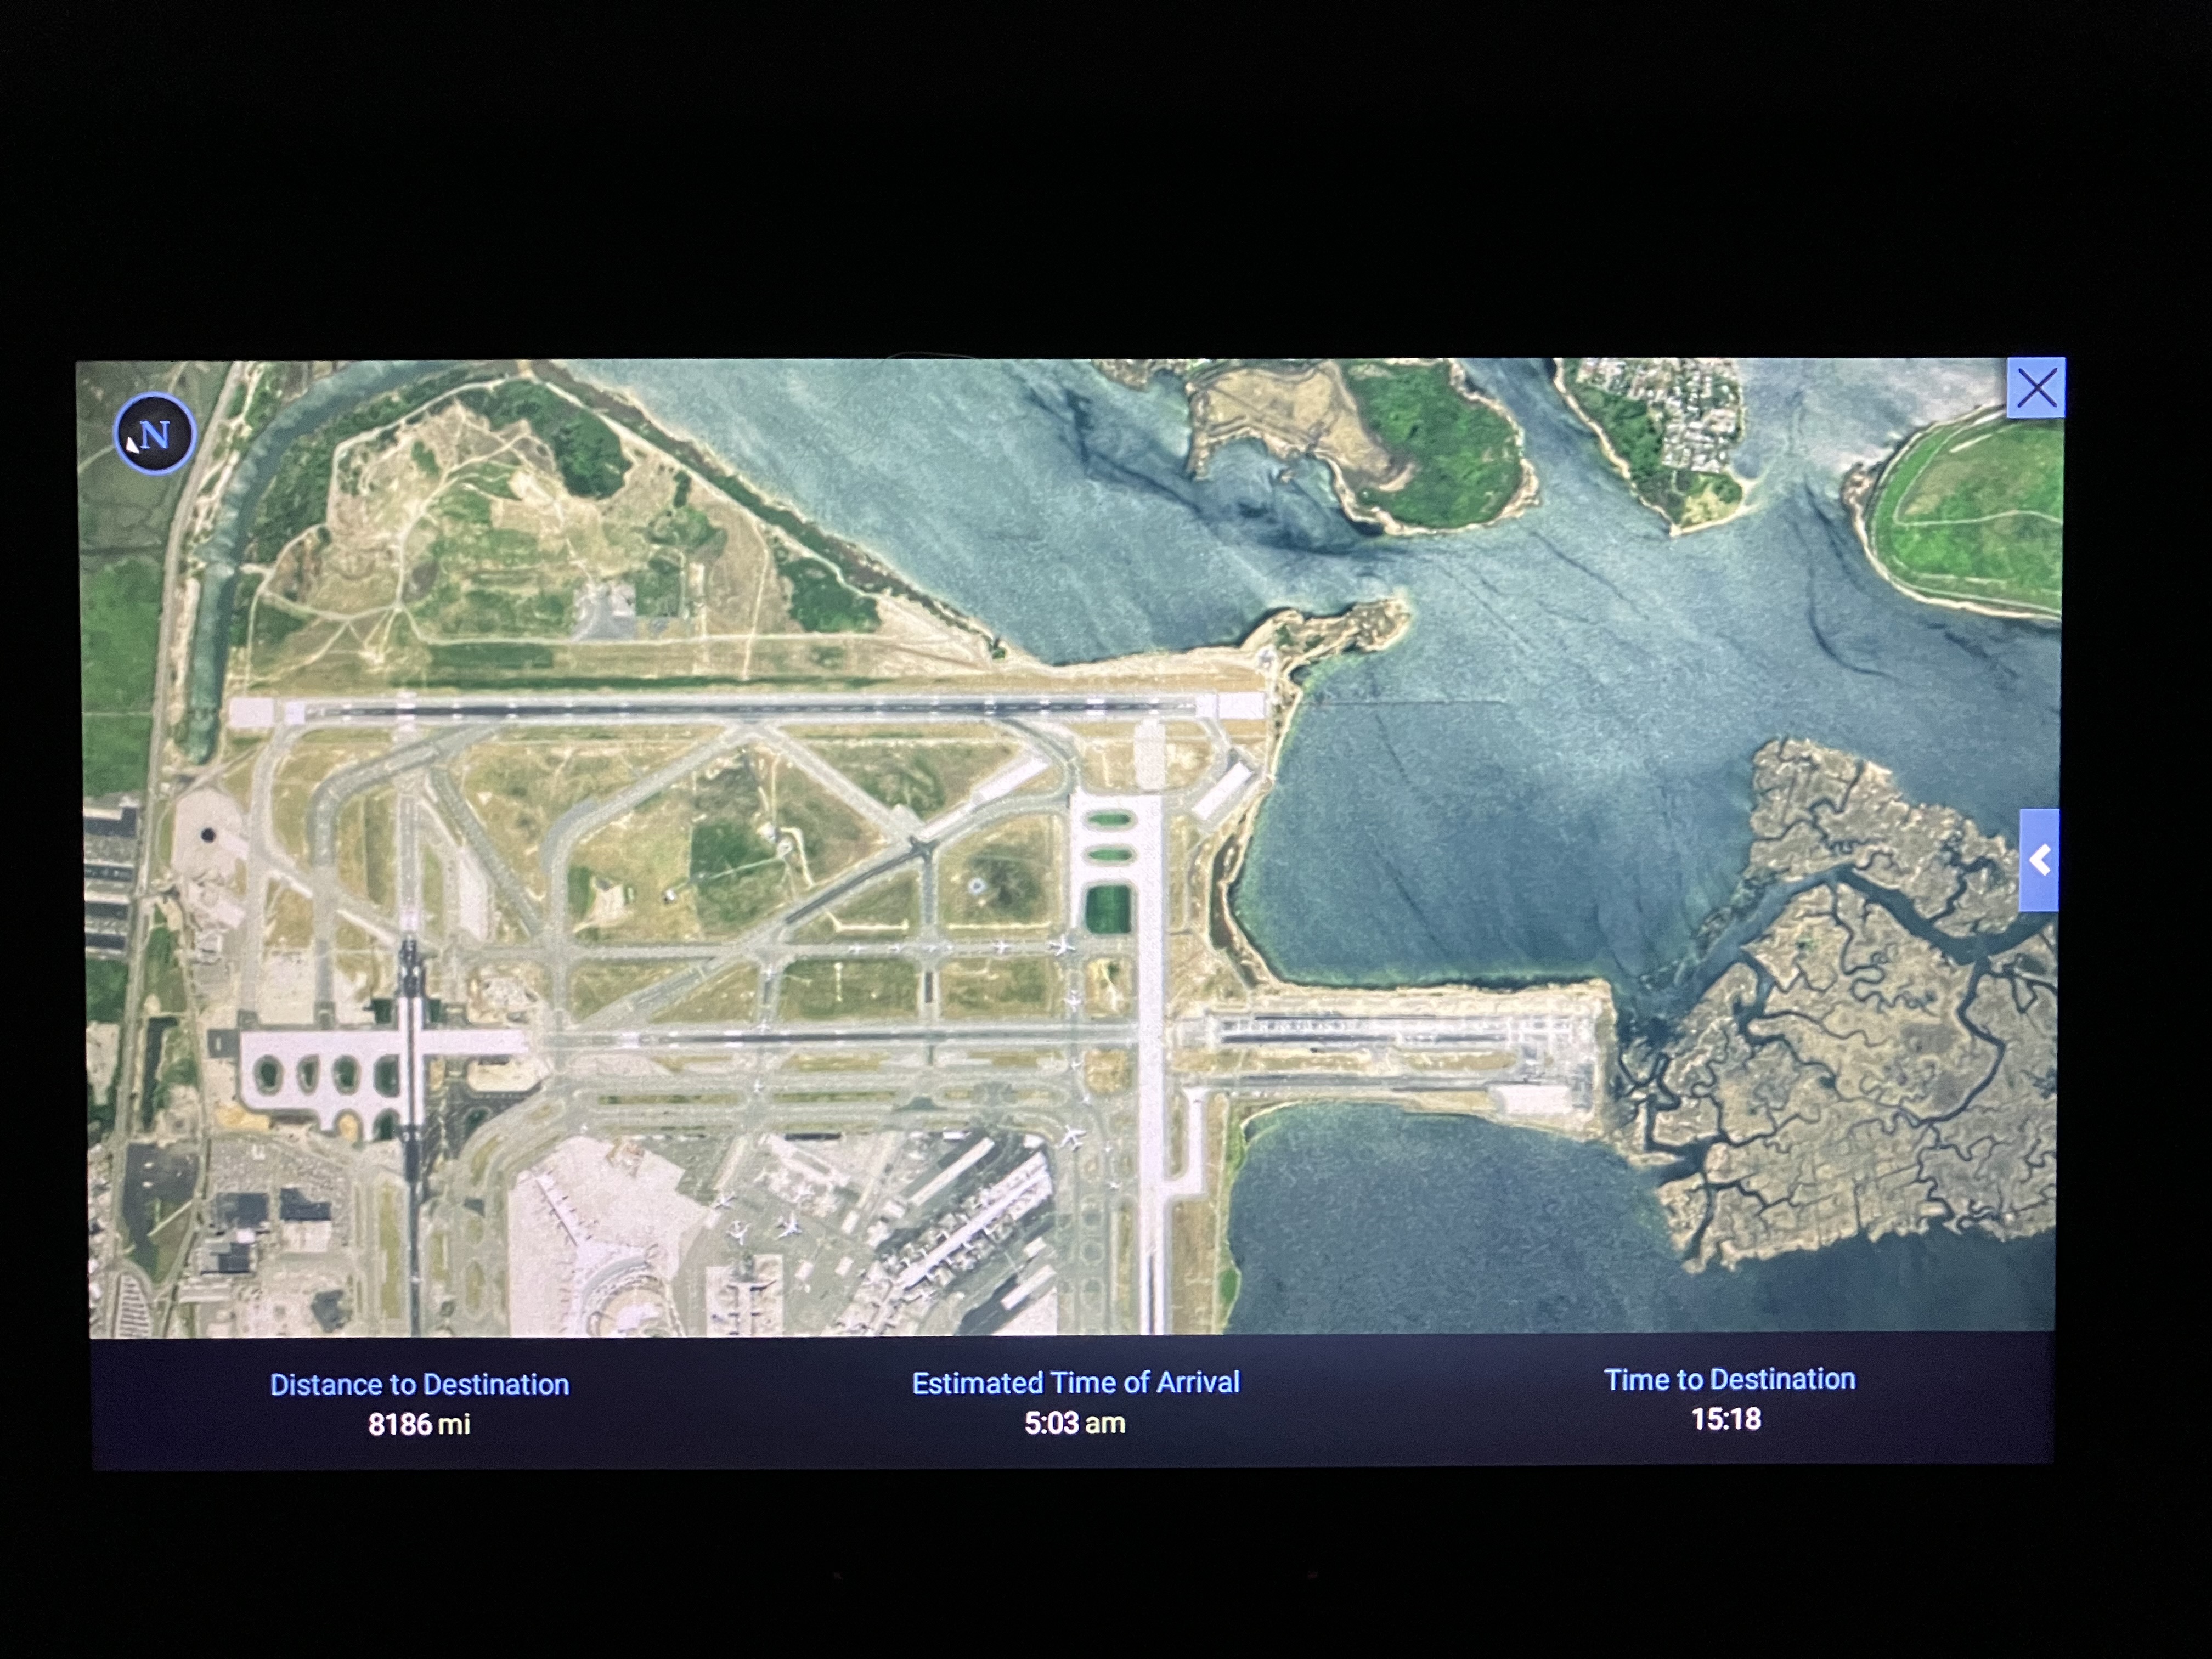 N
Distance to Destination
8186 mi
Estimated Time of Arrival
5:03 am
Time to Destination
15:18